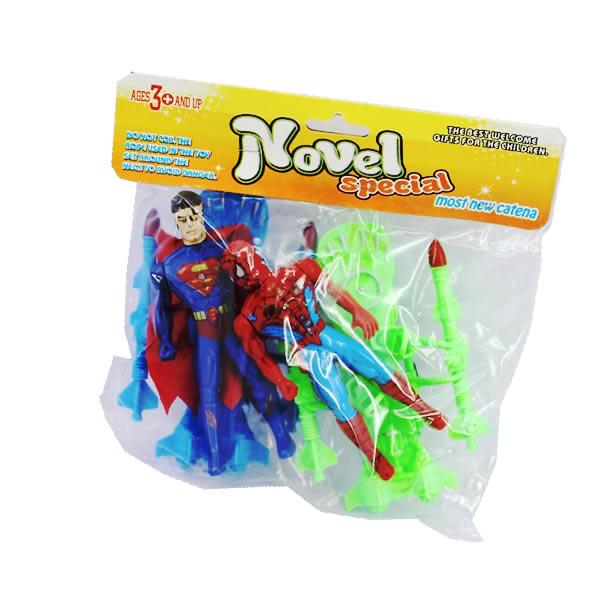 AGES 3+ AND UP
DO NOT COIL THE
ROPE USED IN THE TOY
SET AROUND THE
NECK TO AVOID DANGER.
Novel
special
THE BEST WELCOME
GIFTS FOR THE CHILDREN.
most new catena